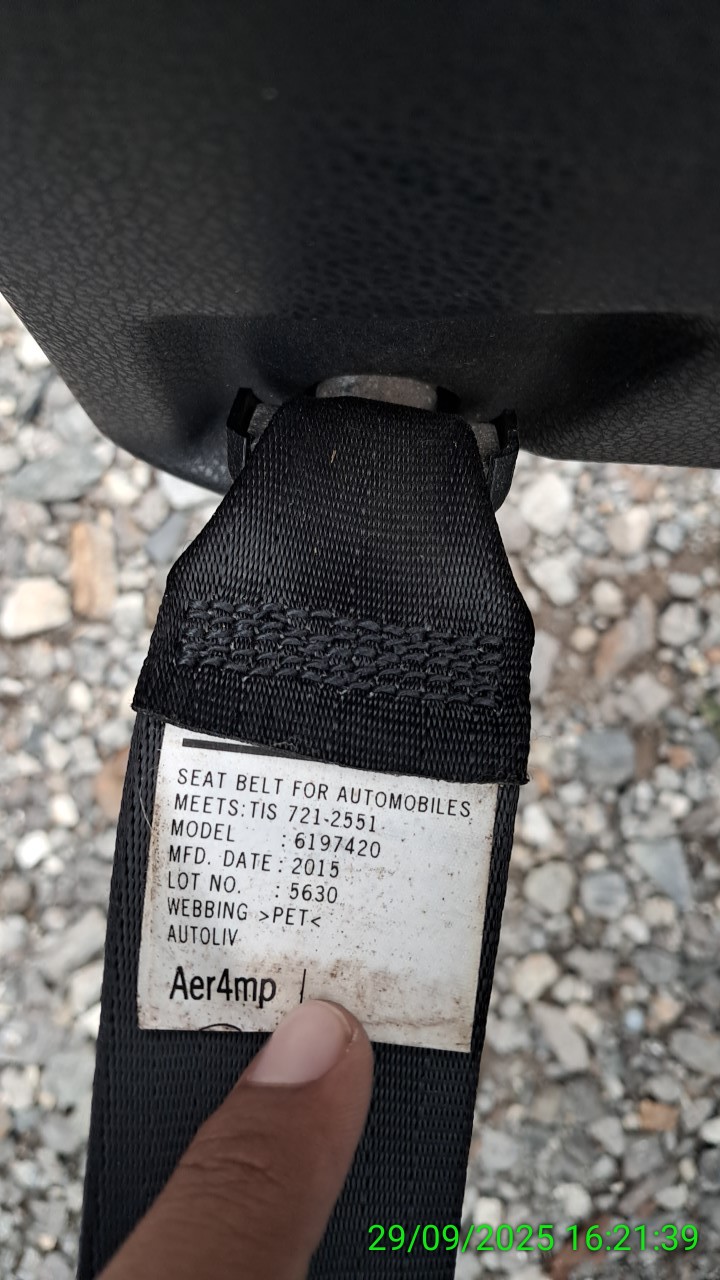 SEAT BELT FOR AUTOMOBILES
MEETS:TIS 721-2551
MODEL : 6197420
MFD. DATE : 2015
LOT NO. : 5630
WEBBING >PET<
AUTOLIV
Aer4mp
29/09/2025 16:21:39